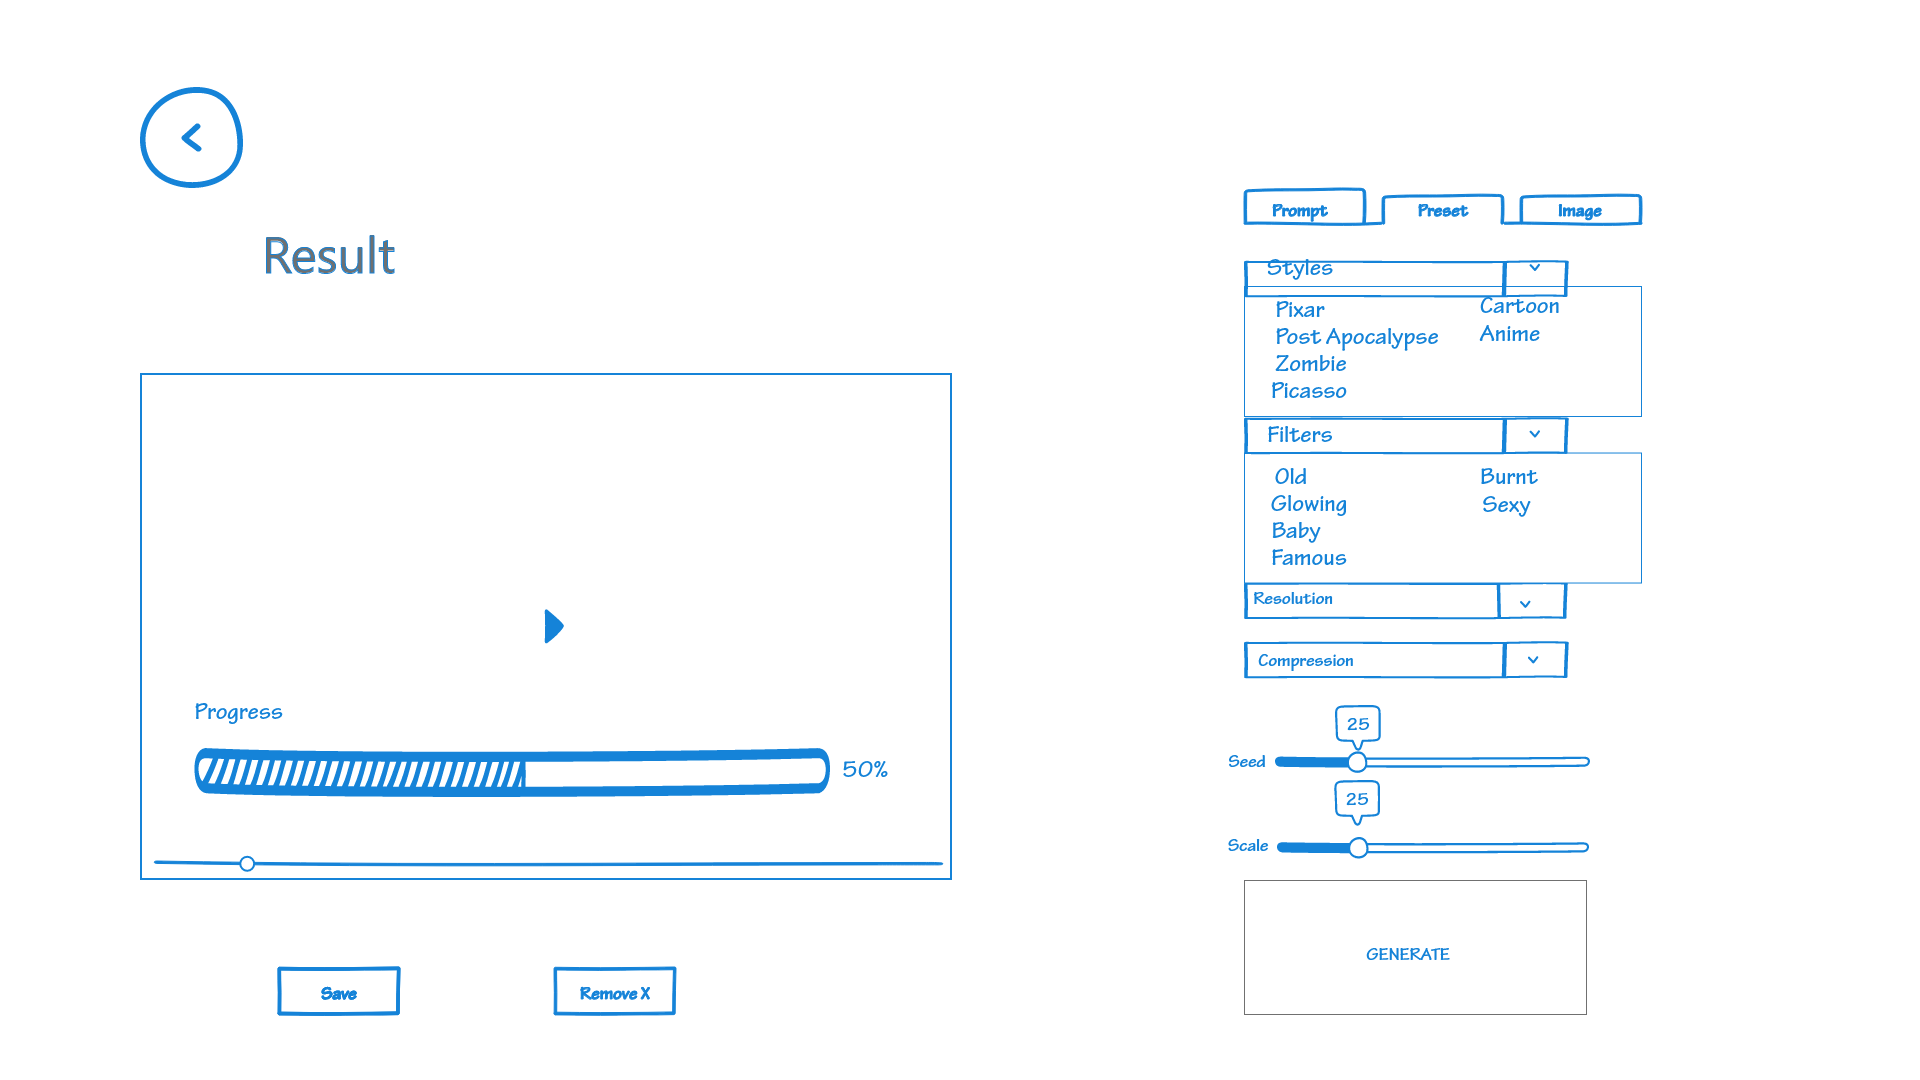 Result
Progress
50%
Save
Remove X
Prompt
Preset
Image
Styles
Pixar
Post Apocalypse
Zombie
Picasso
Cartoon
Anime
Filters
Old
Glowing
Baby
Famous
Burnt
Sexy
Resolution
Compression
25
Seed
25
Scale
GENERATE